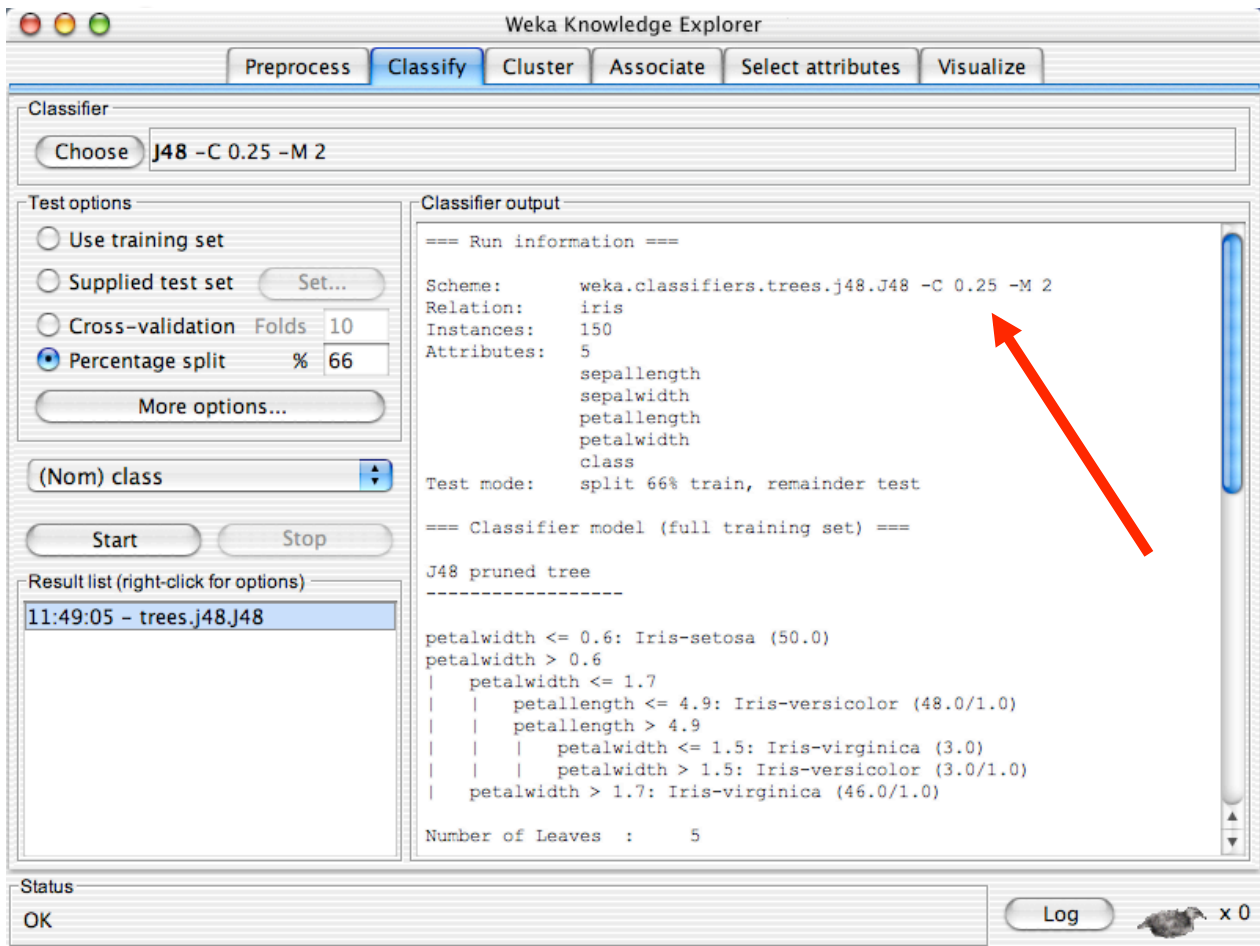 Weka Knowledge Explorer
Preprocess Classify Cluster Associate Select attributes Visualize
Classifier
Choose J48 -C 0.25 -M 2
Test options
Use training set
Supplied test set Set...
Cross-validation Folds 10
Percentage split % 66
More options...
(Nom) class
Start Stop
Result list (right-click for options)
11:49:05 - trees.j48.J48
Classifier output
=== Run information ===
Scheme: weka.classifiers.trees.j48.J48 -C 0.25 -M 2
Relation: iris
Instances: 150
Attributes: 5
sepallength
sepalwidth
petallength
petalwidth
class
Test mode: split 66% train, remainder test
=== Classifier model (full training set) ===
J48 pruned tree
------------------
petalwidth <= 0.6: Iris-setosa (50.0)
petalwidth > 0.6
| petalwidth <= 1.7
| | petallength <= 4.9: Iris-versicolor (48.0/1.0)
| | petallength > 4.9
| | | petalwidth <= 1.5: Iris-virginica (3.0)
| | | petalwidth > 1.5: Iris-versicolor (3.0/1.0)
| petalwidth > 1.7: Iris-virginica (46.0/1.0)
Number of Leaves : 5
Status
OK
Log x 0